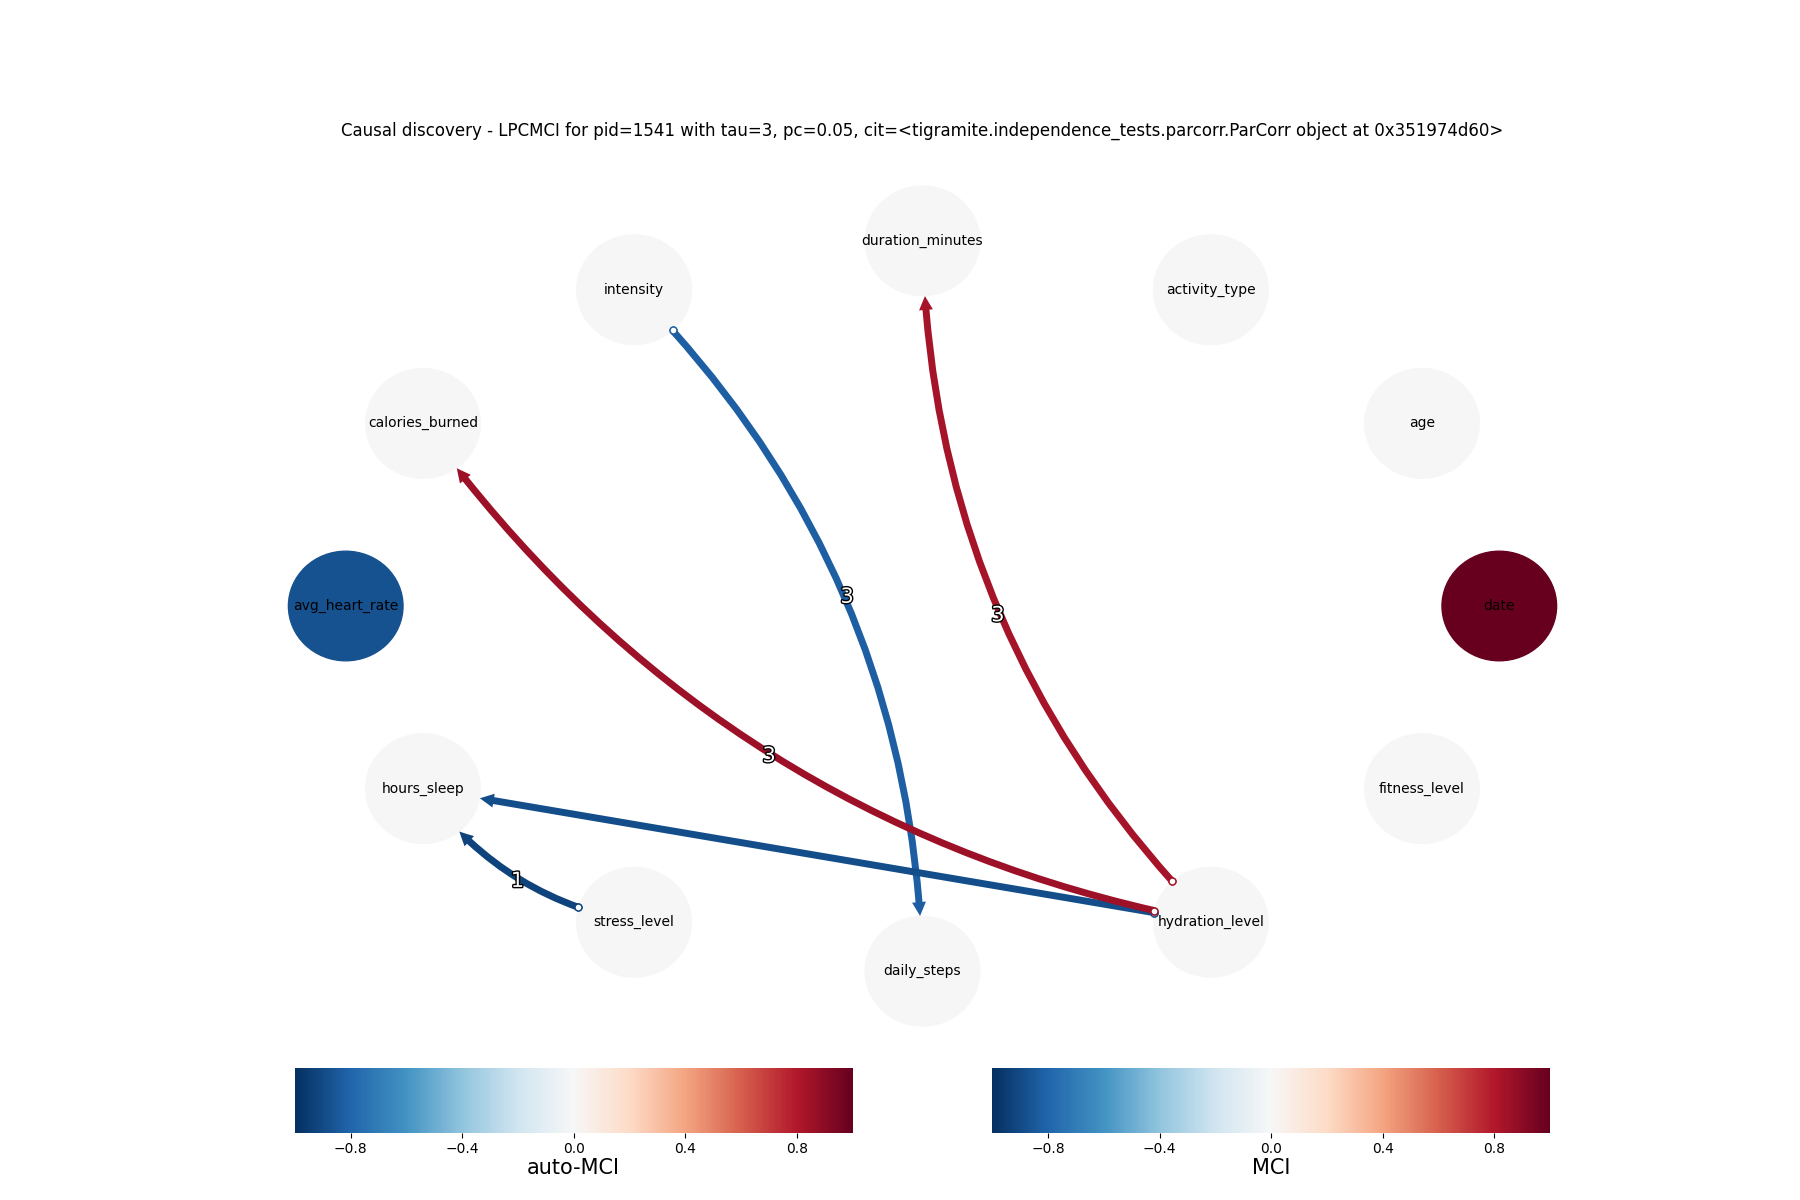 Causal discovery - LPCMCI for pid=1541 with tau=3, pc=0.05, cit=<tigramite.independence_tests.parcorr.ParCorr object at 0x351974d60>
duration_minutes
intensity
activity_type
calories_burned
age
3
avg_heart_rate
date
3
3
hours_sleep
fitness_level
1
stress_level
hydration_level
daily_steps
−0.8 −0.4 0.0 0.4 0.8
auto-MCI
−0.8 −0.4 0.0 0.4 0.8
MCI